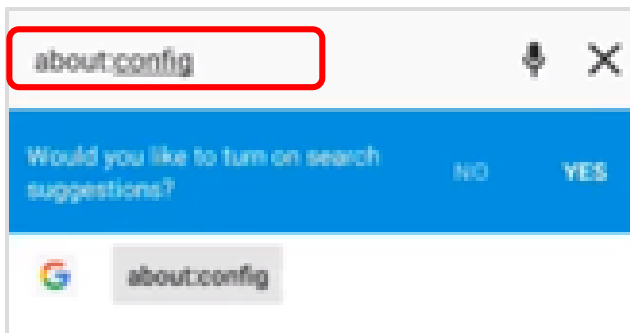 about:config
Would you like to turn on search
suggestions?
NO
YES
about:config